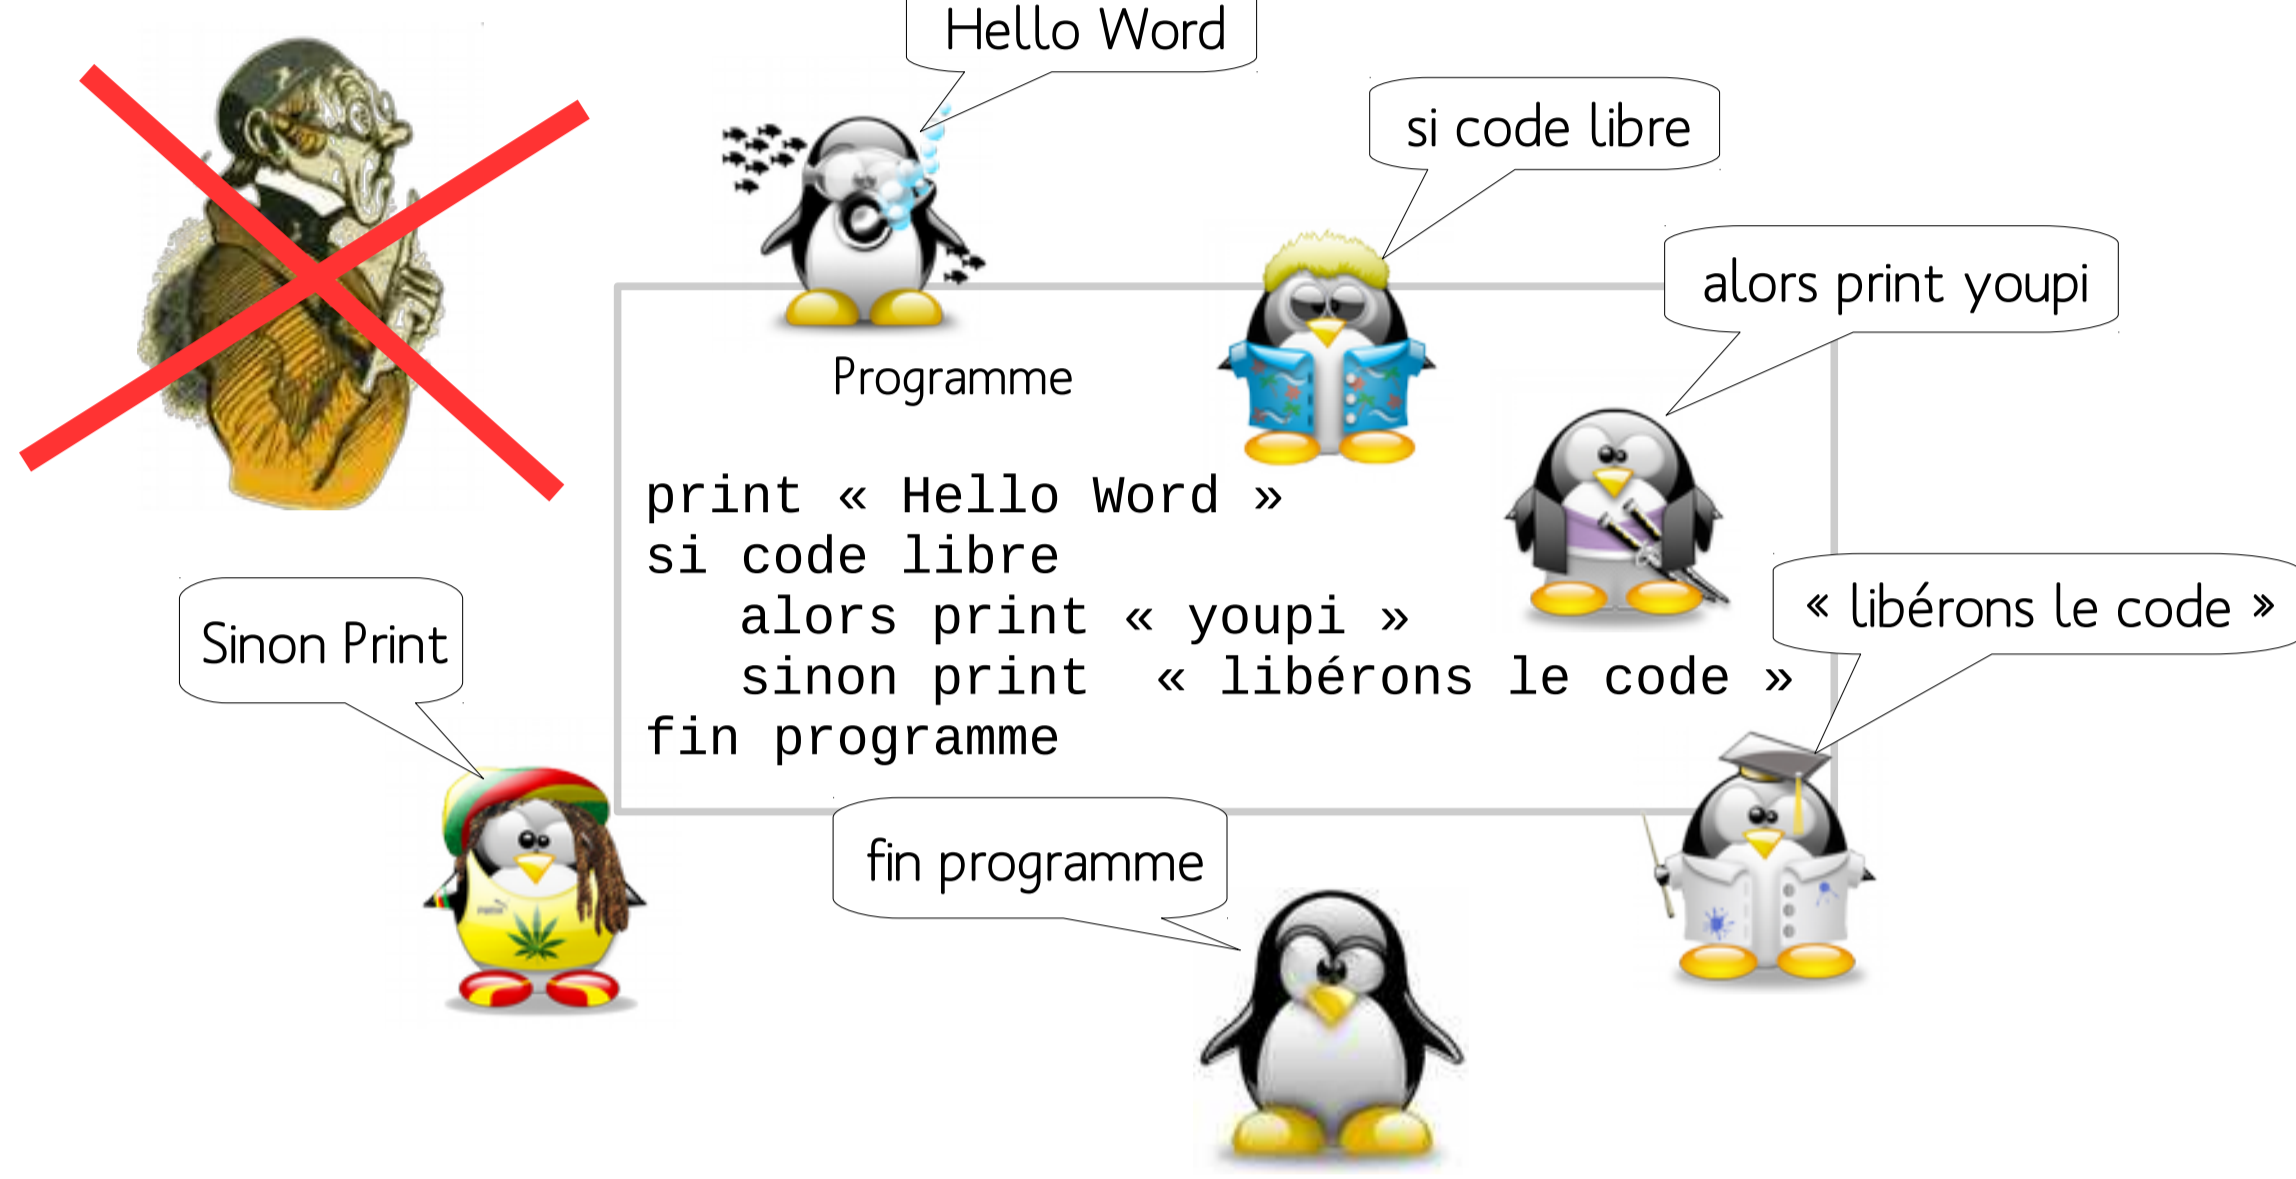 Hello Word
si code libre
alors print youpi
Programme
print « Hello Word »
si code libre
alors print « youpi »
sinon print « libérons le code »
fin programme
« libérons le code »
Sinon Print
fin programme